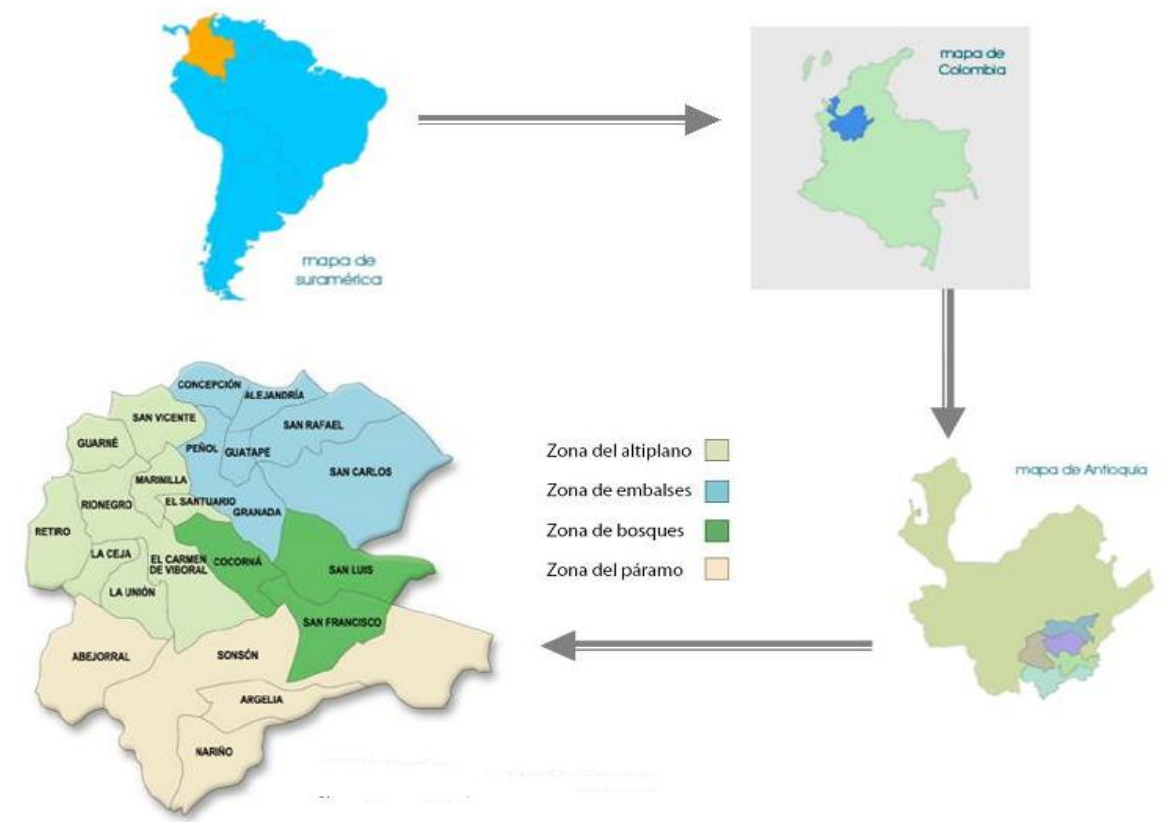 mapa de
suramérica
mapa de
Colombia
CONCEPCIÓN
ALEJANDRÍA
SAN VICENTE
SAN RAFAEL
GUARNÉ
PEÑOL
GUATAPÉ
SAN CARLOS
MARINILLA
RIONEGRO
EL SANTUARIO
GRANADA
RETIRO
LA CEJA
EL CARMEN
DE VIBORAL
COCORNÁ
SAN LUIS
LA UNIÓN
SAN FRANCISCO
ABEJORRAL
SONSÓN
ARGELIA
NARIÑO
Zona del altiplano
Zona de embalses
Zona de bosques
Zona del páramo
mapa de Antioquia